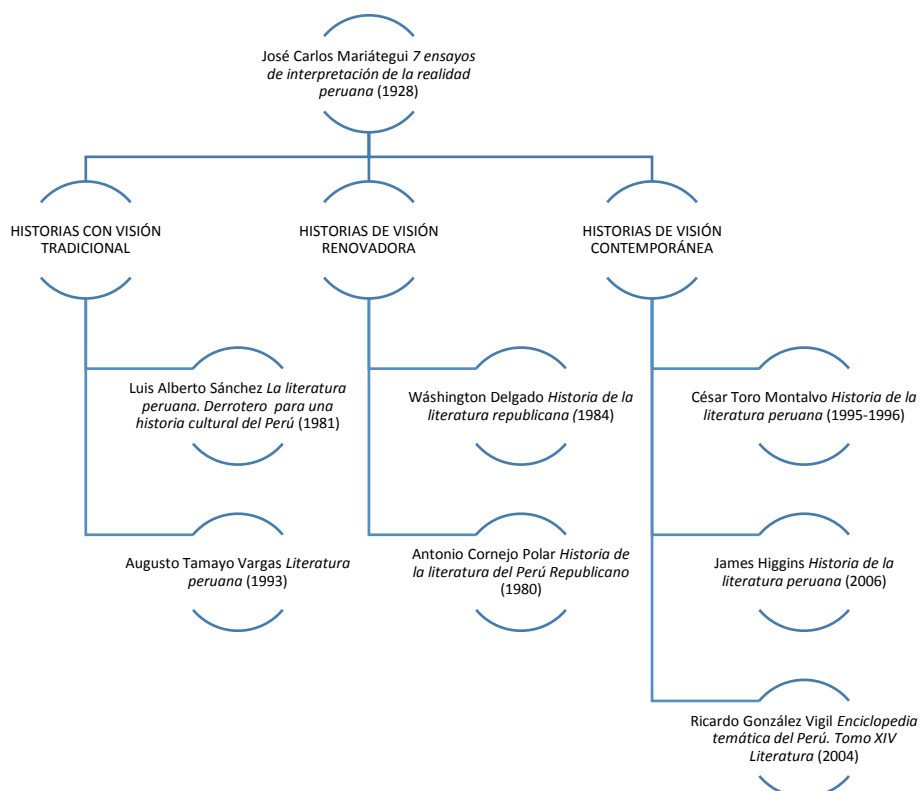 José Carlos Mariátegui 7 ensayos
de interpretación de la realidad
peruana (1928)
HISTORIAS CON VISIÓN
TRADICIONAL
HISTORIAS DE VISIÓN
RENOVADORA
HISTORIAS DE VISIÓN
CONTEMPORÁNEA
Luis Alberto Sánchez La literatura
peruana. Derrotero para una
historia cultural del Perú (1981)
Wáshington Delgado Historia de la
literatura republicana (1984)
César Toro Montalvo Historia de la
literatura peruana (1995-1996)
Augusto Tamayo Vargas Literatura
peruana (1993)
Antonio Cornejo Polar Historia de
la literatura del Perú Republicano
(1980)
James Higgins Historia de la
literatura peruana (2006)
Ricardo González Vigil Enciclopedia
temática del Perú. Tomo XIV
Literatura (2004)